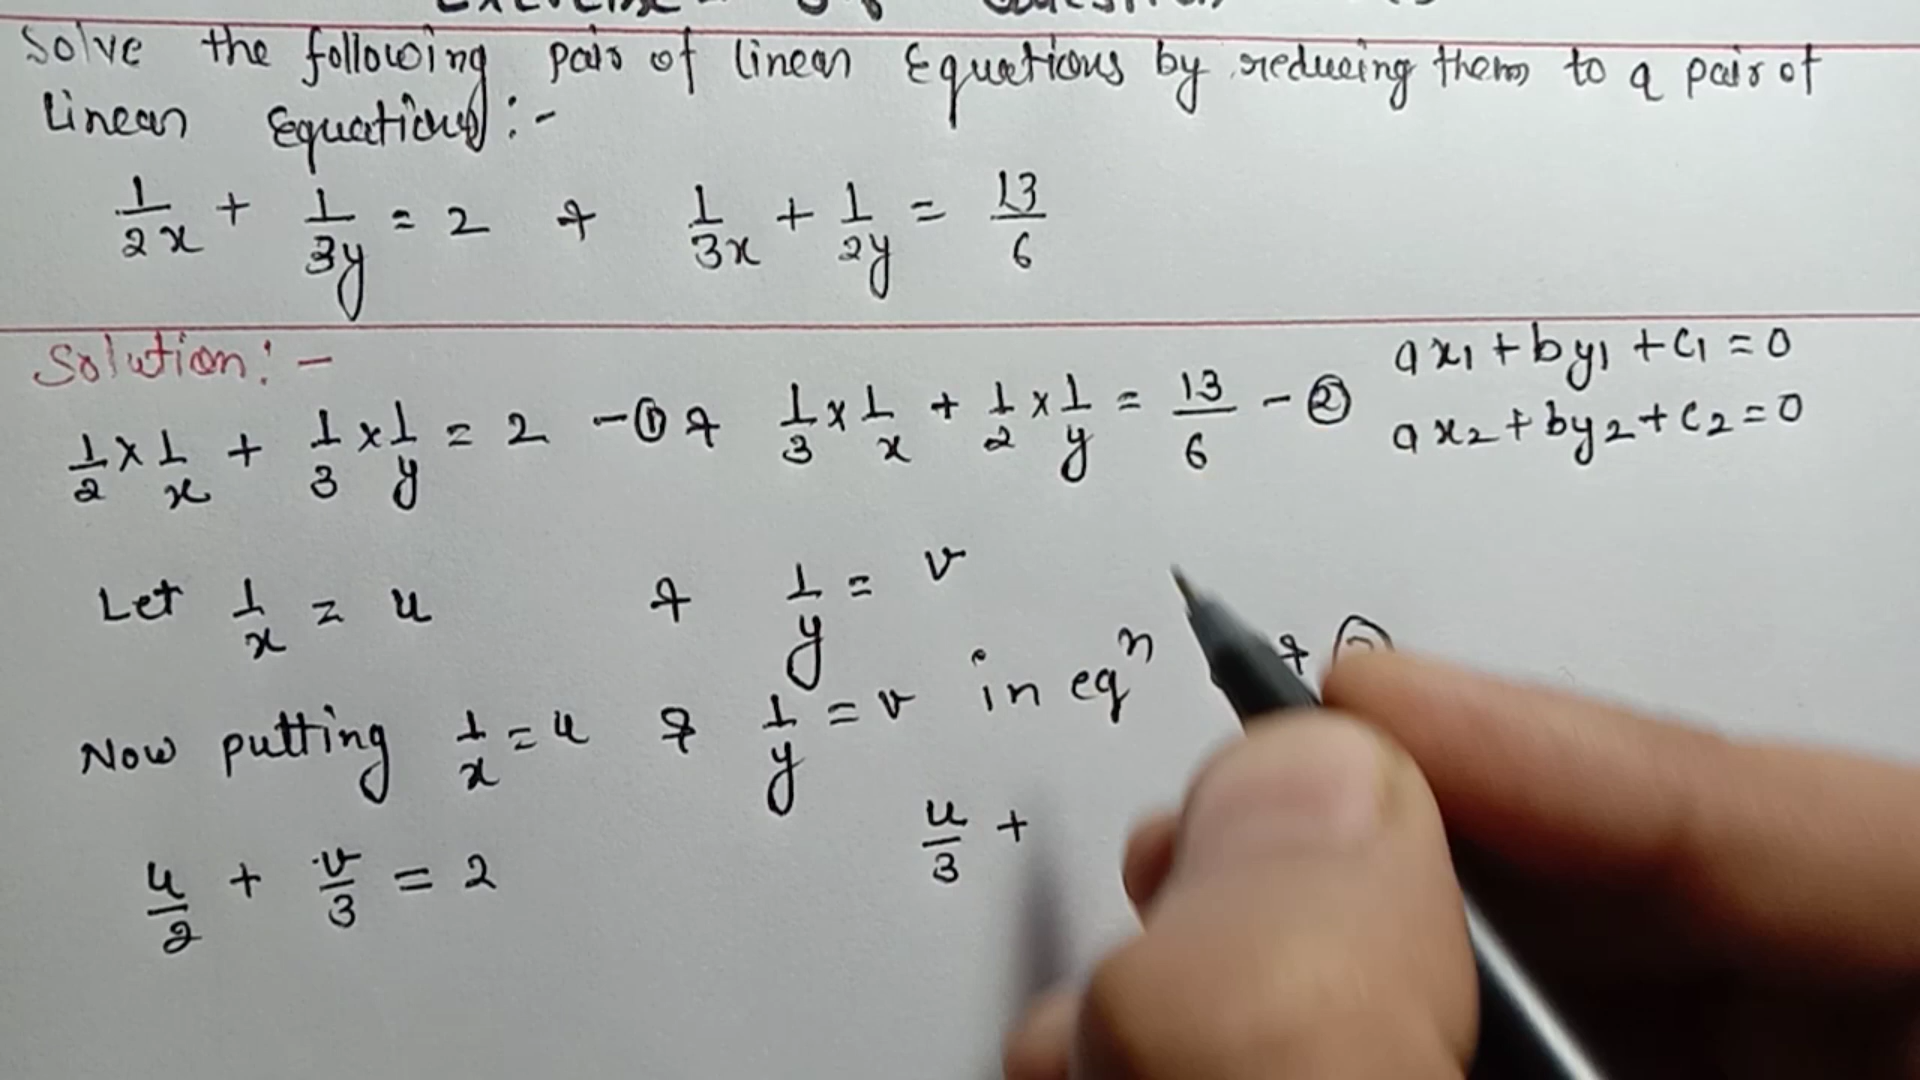 Solve the following pair of linear Equations by reducing them to a pair of
Linear Equations:-
1/2x + 1/3y = 2 & 1/3x + 1/2y = 13/6
Solution:-
1/2 × 1/x + 1/3 × 1/y = 2 - ① & 1/3 × 1/x + 1/2 × 1/y = 13/6 - ②
ax₁ + by₁ + c₁ = 0
ax₂ + by₂ + c₂ = 0
Let 1/x = u & 1/y = v
Now putting 1/x = u & 1/y = v in eqⁿ &
u/2 + v/3 = 2 u/3 +